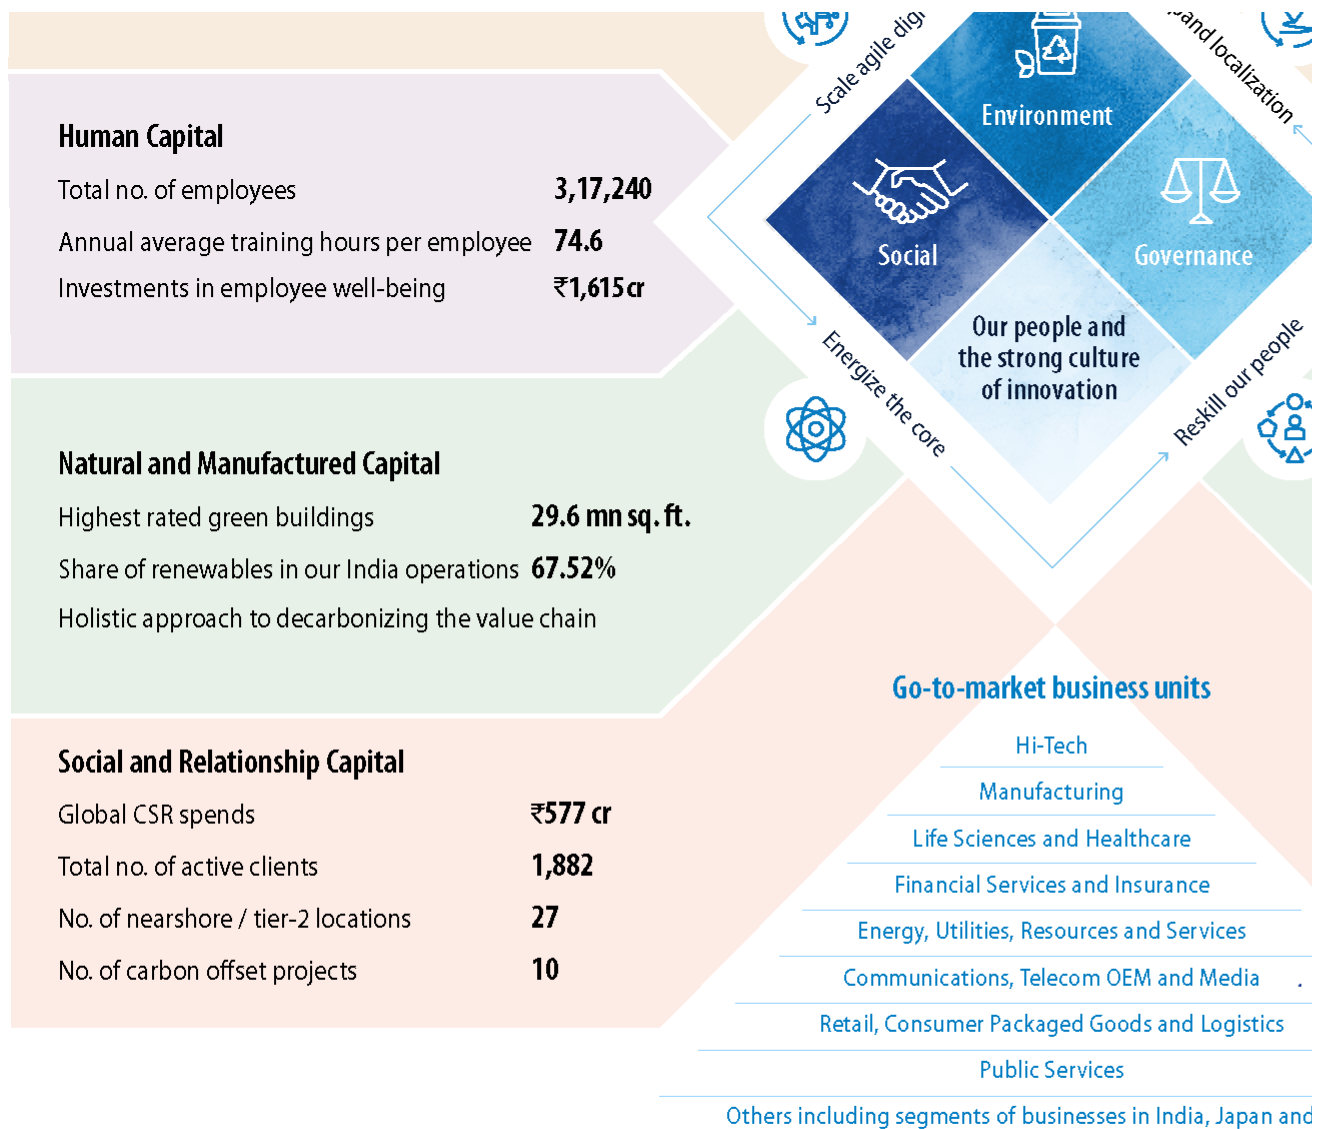 Human Capital
Total no. of employees 3,17,240
Annual average training hours per employee 74.6
Investments in employee well-being ₹1,615 cr
Natural and Manufactured Capital
Highest rated green buildings 29.6 mn sq. ft.
Share of renewables in our India operations 67.52%
Holistic approach to decarbonizing the value chain
Social and Relationship Capital
Global CSR spends ₹577 cr
Total no. of active clients 1,882
No. of nearshore / tier-2 locations 27
No. of carbon offset projects 10
Scale agile
localization
Environment
Social
Governance
Our people and
the strong culture
of innovation
Energize the core
Reskill our people
Go-to-market business units
Hi-Tech
Manufacturing
Life Sciences and Healthcare
Financial Services and Insurance
Energy, Utilities, Resources and Services
Communications, Telecom OEM and Media
Retail, Consumer Packaged Goods and Logistics
Public Services
Others including segments of businesses in India, Japan and